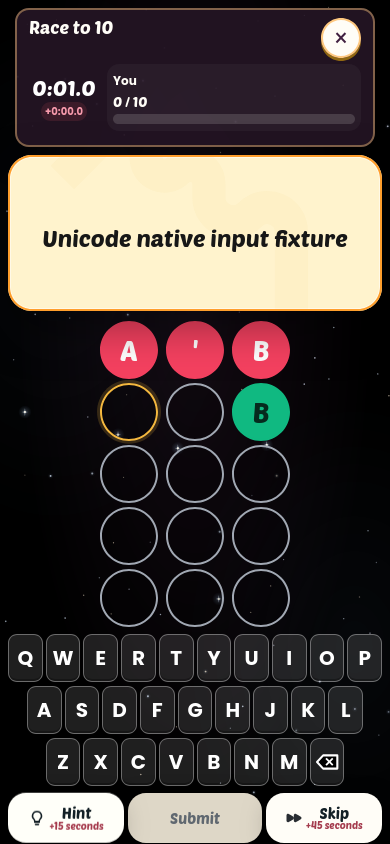 Race to 10
×
0:01.0
+0:00.0
You
0 / 10
Unicode native input fixture
A ' B
B
Q W E R T Y U I O P
A S D F G H J K L
Z X C V B N M
Hint
+15 seconds
Submit
Skip
+45 seconds